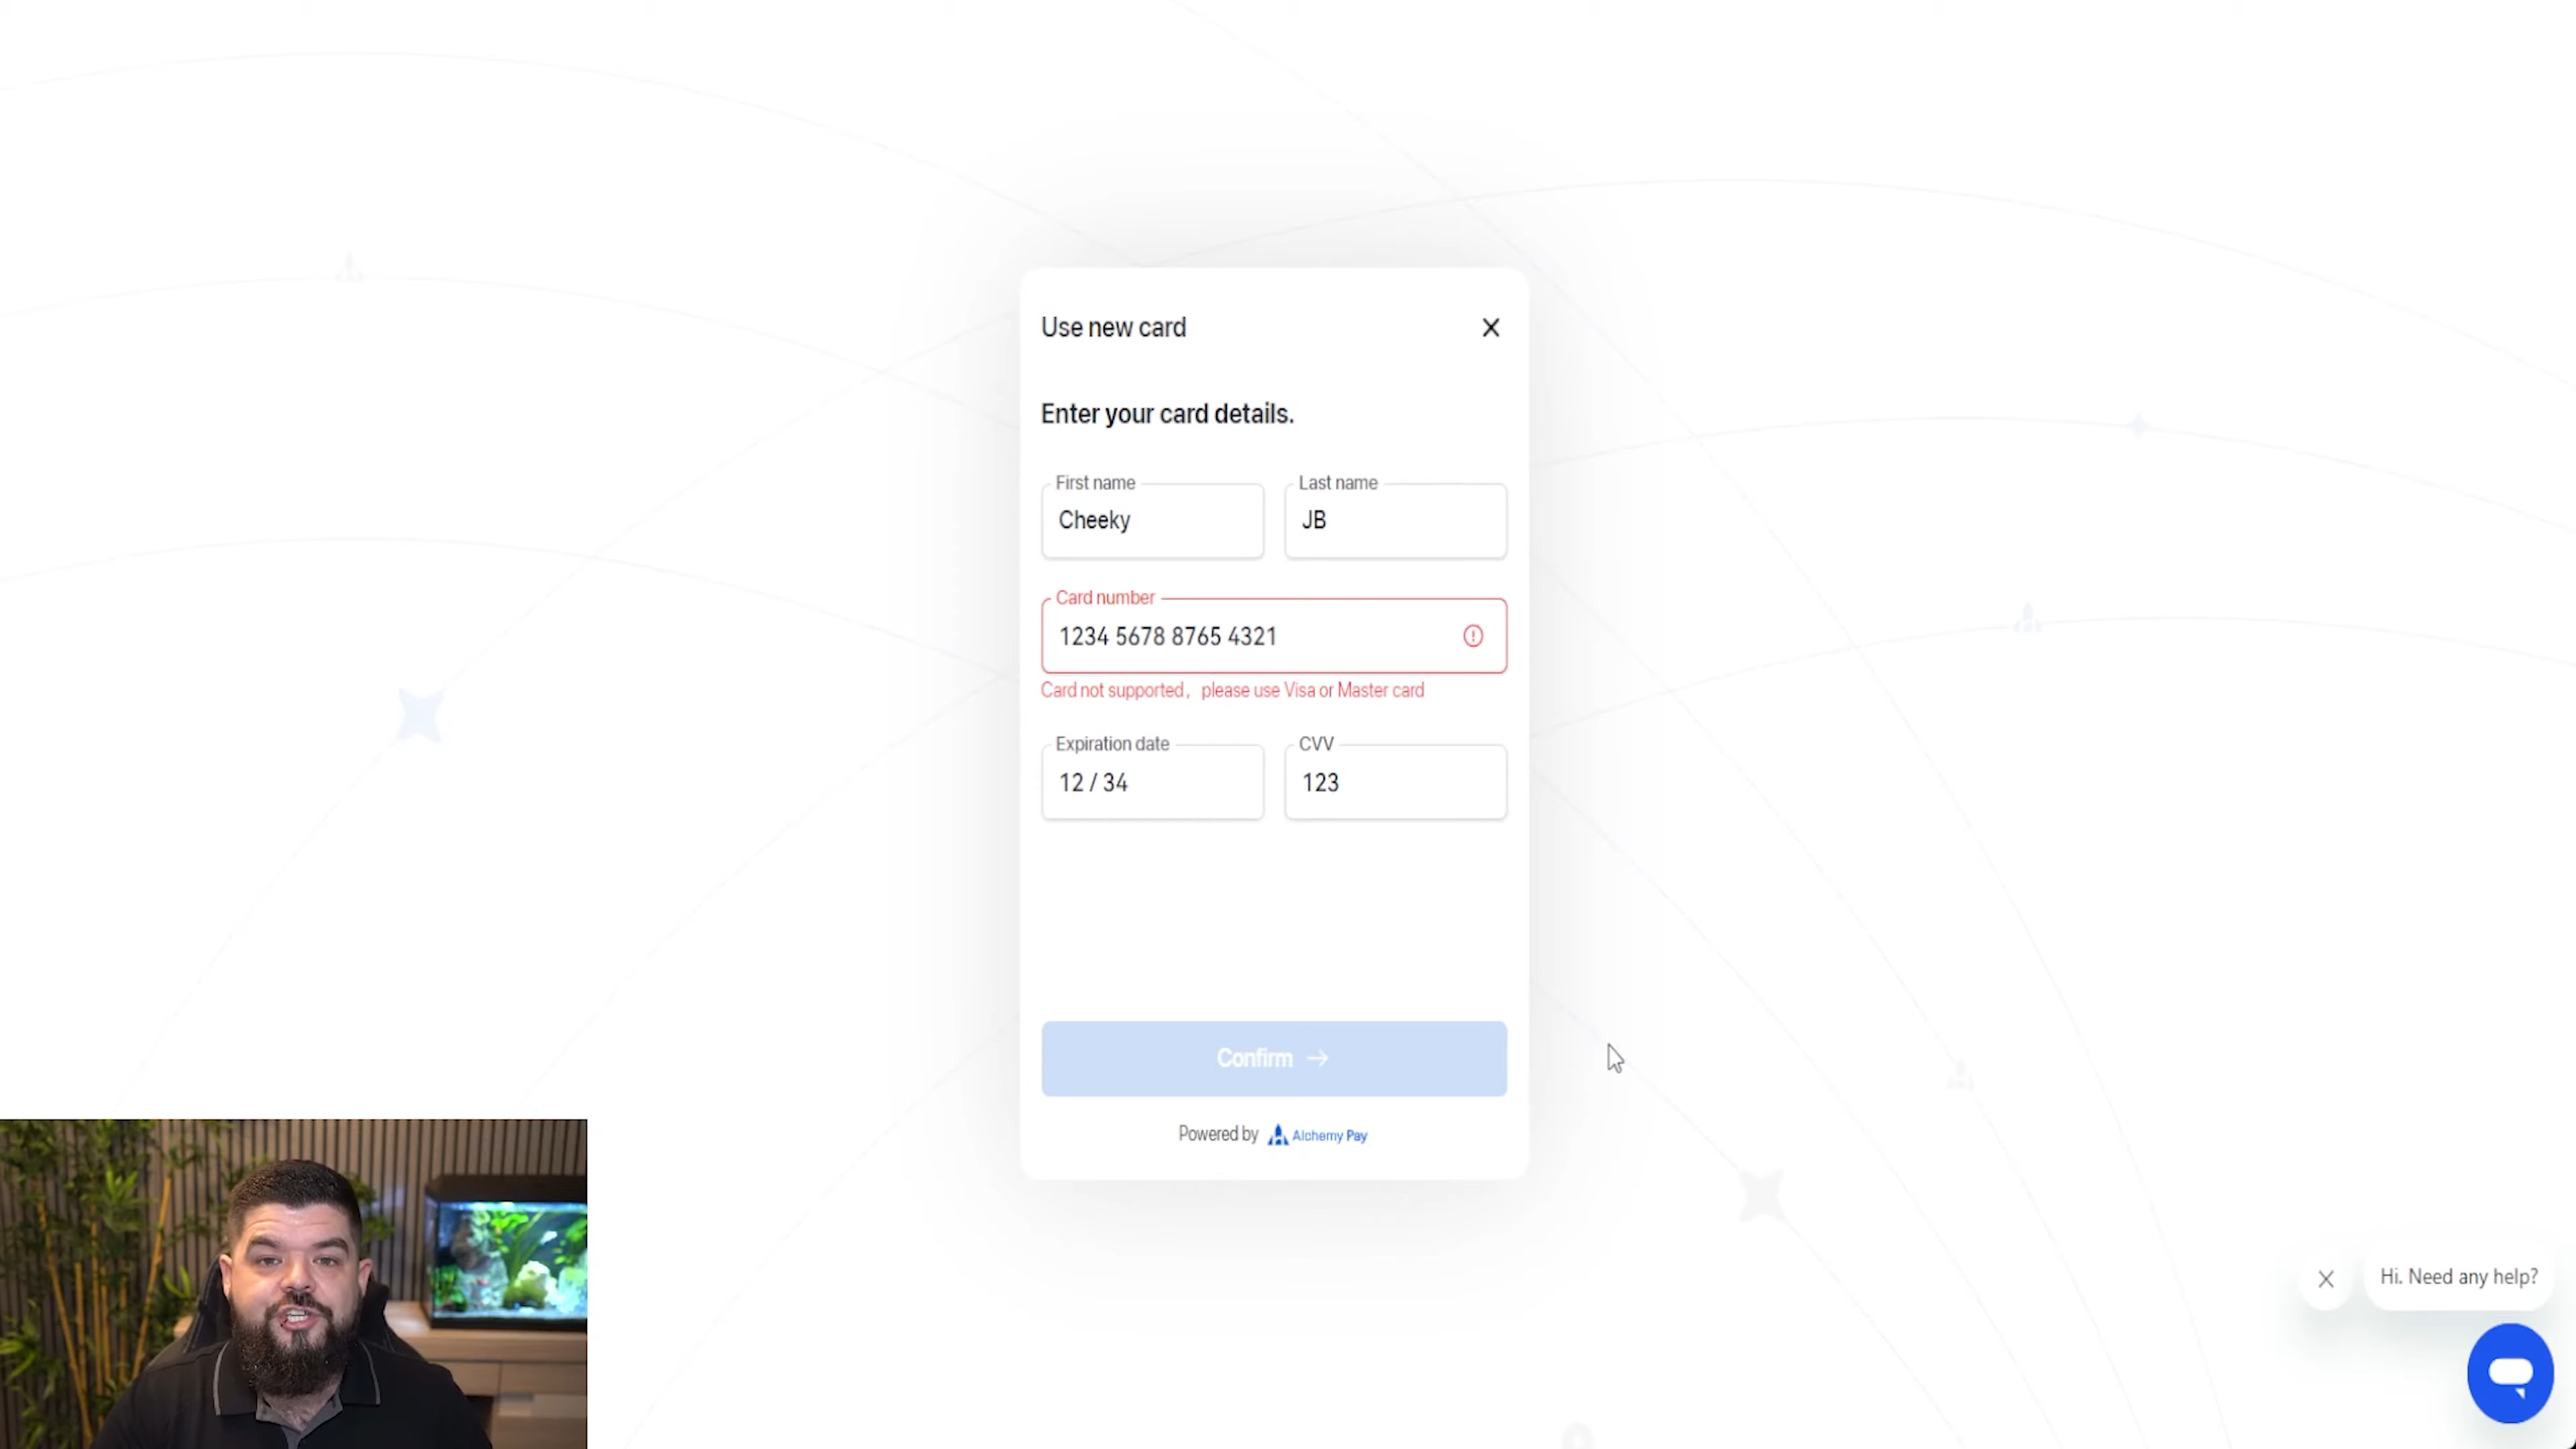 Use new card
Enter your card details.
First name
Last name
Cheeky
JB
Card number
1234 5678 8765 4321
Card not supported, please use Visa or Master card
Expiration date
CVV
12 / 34
123
Confirm
Powered by Alchemy Pay
Hi. Need any help?